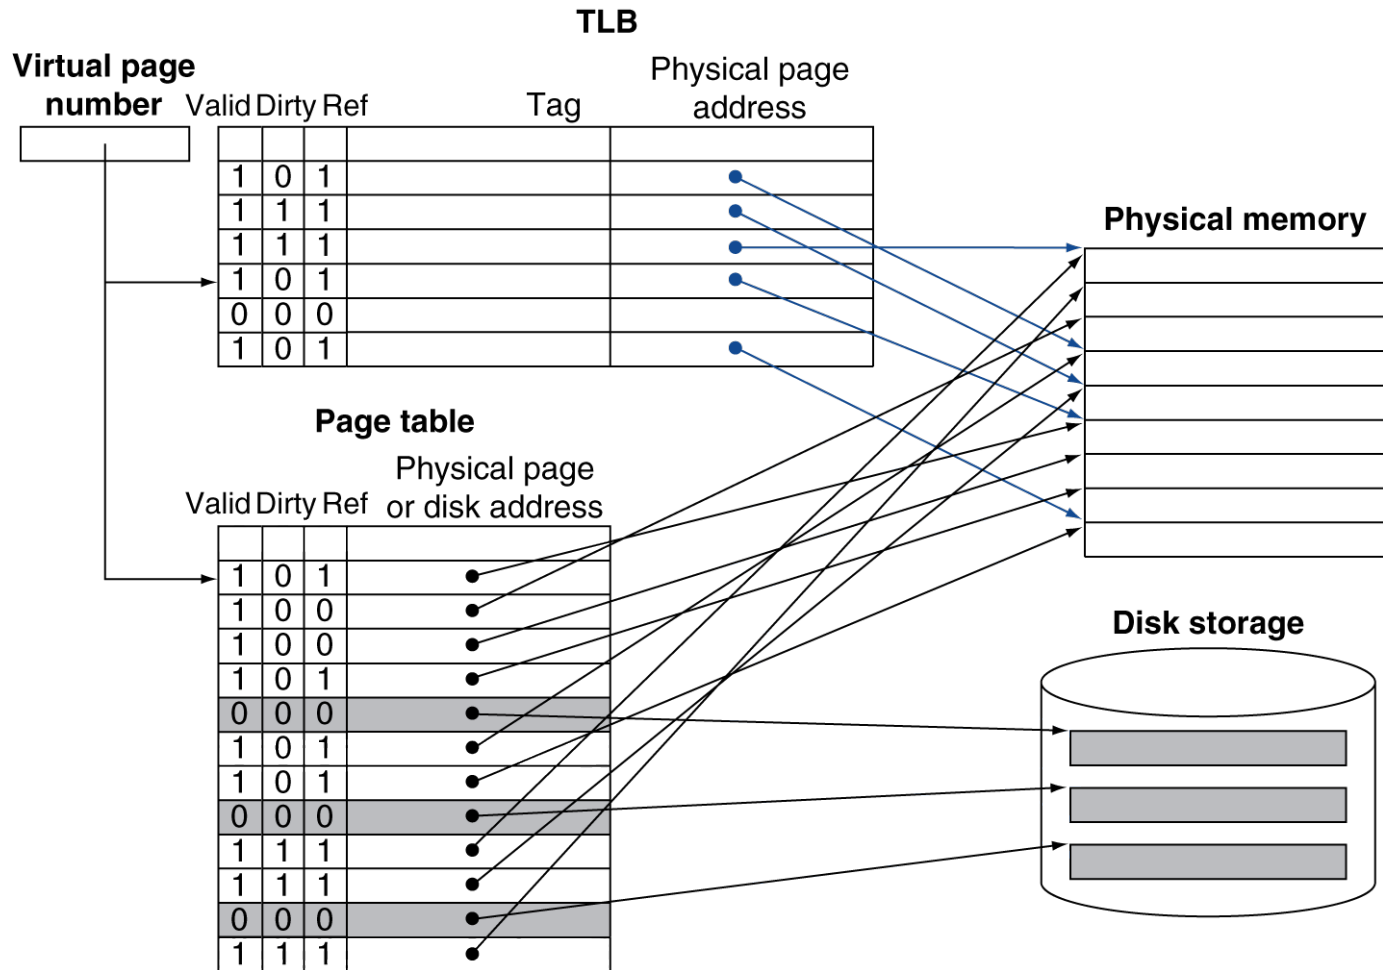 TLB
Virtual page
number
Valid Dirty Ref
Tag
Physical page
address
1 0 1
1 1 1
1 1 1
1 0 1
0 0 0
1 0 1
Physical memory
Page table
Physical page
or disk address
Valid Dirty Ref
1 0 1
1 0 0
1 0 0
1 0 1
0 0 0
1 0 1
1 0 1
0 0 0
1 1 1
1 1 1
0 0 0
1 1 1
Disk storage